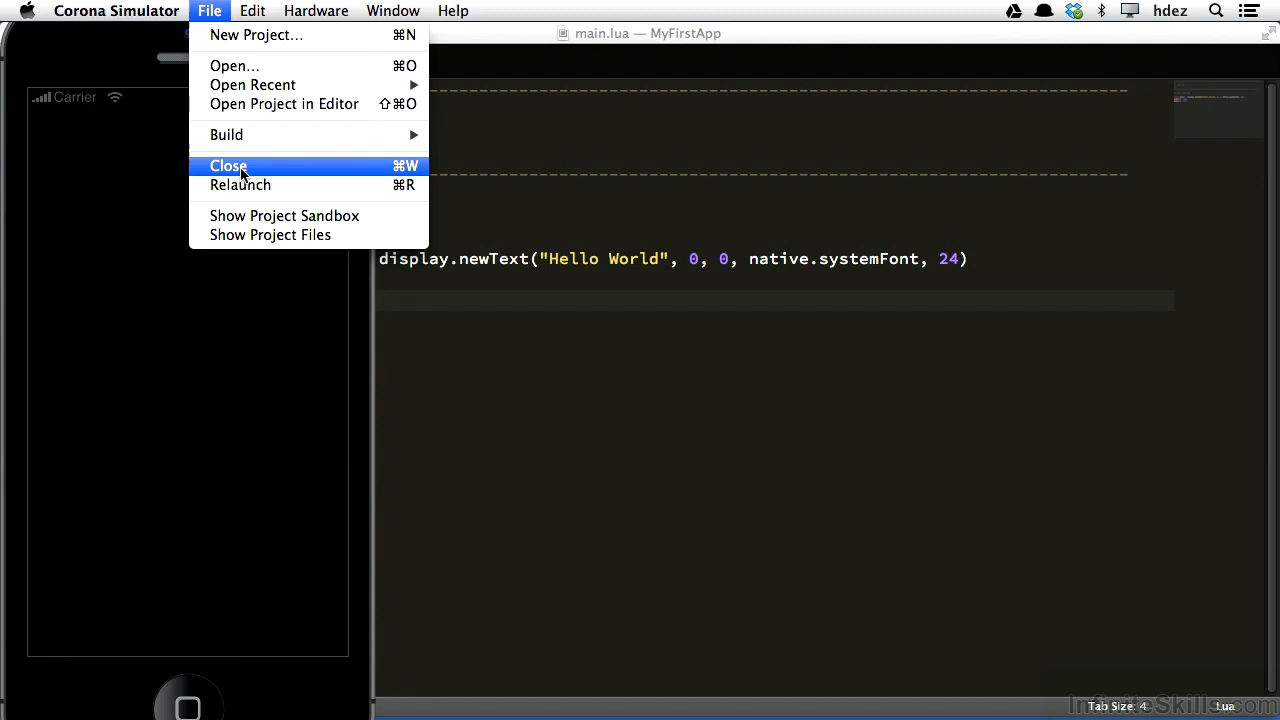 Corona Simulator File Edit Hardware Window Help hdez
main.lua — MyFirstApp
New Project... ⌘N
Open... ⌘O
Open Recent
Open Project in Editor ⇧⌘O
Build
Close ⌘W
Relaunch ⌘R
Show Project Sandbox
Show Project Files
Carrier
--------------------------------------------------------------------------
--------------------------------------------------------------------------
display.newText("Hello World", 0, 0, native.systemFont, 24)
InfiniteSkills.com
Tab Size: 4 Lua